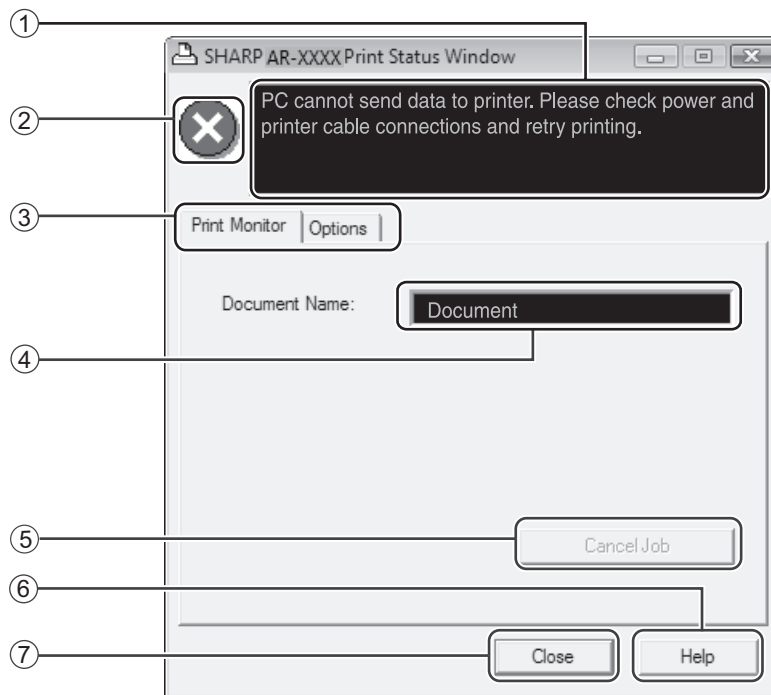 ①
SHARP AR-XXXX Print Status Window
②
PC cannot send data to printer. Please check power and
printer cable connections and retry printing.
③
Print Monitor Options
Document Name: Document
④
⑤
Cancel Job
⑥
⑦
Close Help